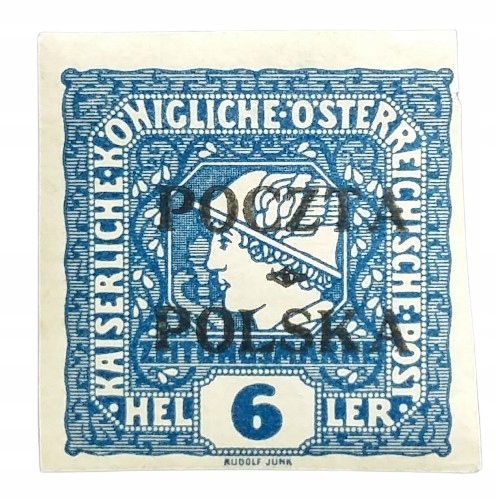 KAISERLICHE·KÖNIGLICHE·ÖSTERREICHISCHE·POST·
POCZTA
POLSKA
ZEITUNGSMARKE
·HEL 6 LER·
RUDOLF JUNK